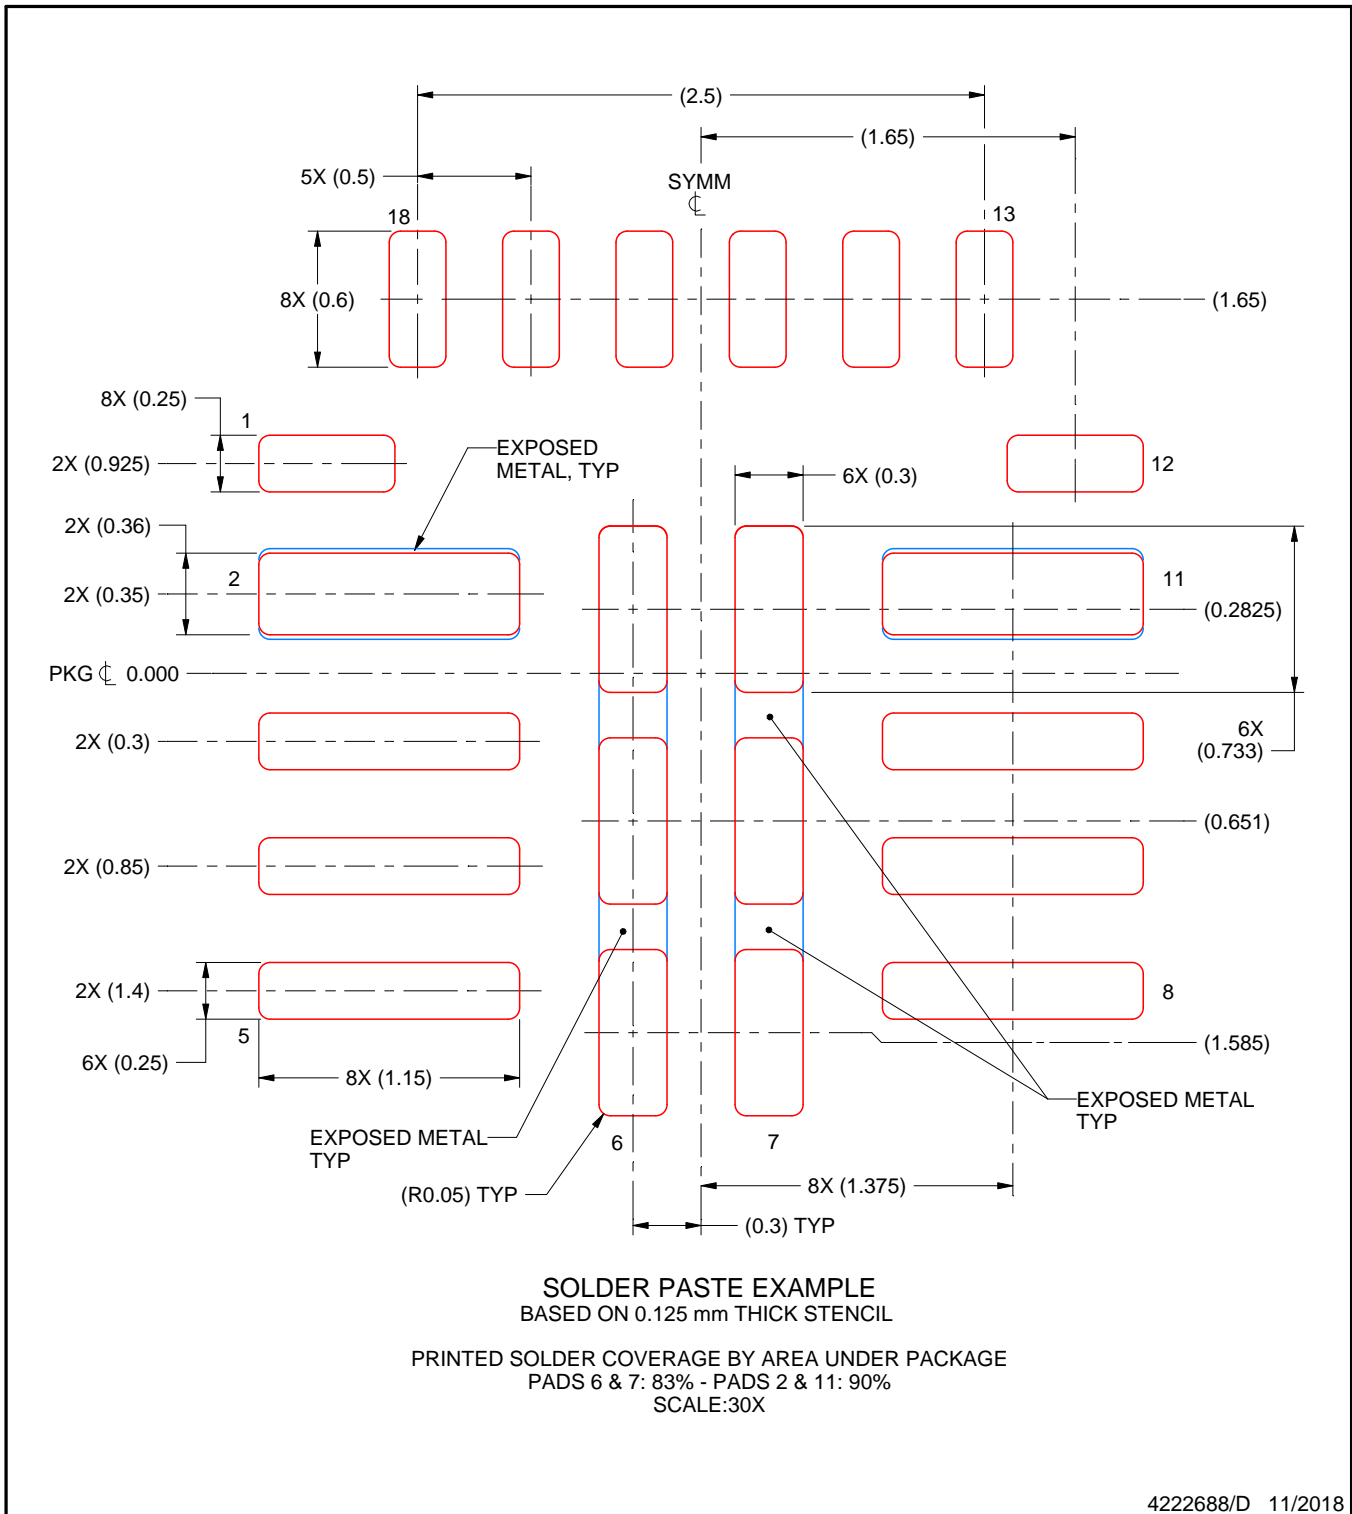 (2.5)
(1.65)
5X (0.5)
SYMM
℄
18
13
8X (0.6)
(1.65)
8X (0.25)
1
EXPOSED
METAL, TYP
2X (0.925)
12
6X (0.3)
2X (0.36)
2
11
2X (0.35)
(0.2825)
PKG ℄ 0.000
2X (0.3)
6X
(0.733)
(0.651)
2X (0.85)
2X (1.4)
8
5
(1.585)
6X (0.25)
8X (1.15)
EXPOSED METAL
TYP
EXPOSED METAL
TYP
6
7
(R0.05) TYP
8X (1.375)
(0.3) TYP
SOLDER PASTE EXAMPLE
BASED ON 0.125 mm THICK STENCIL
PRINTED SOLDER COVERAGE BY AREA UNDER PACKAGE
PADS 6 & 7: 83% - PADS 2 & 11: 90%
SCALE:30X
4222688/D 11/2018